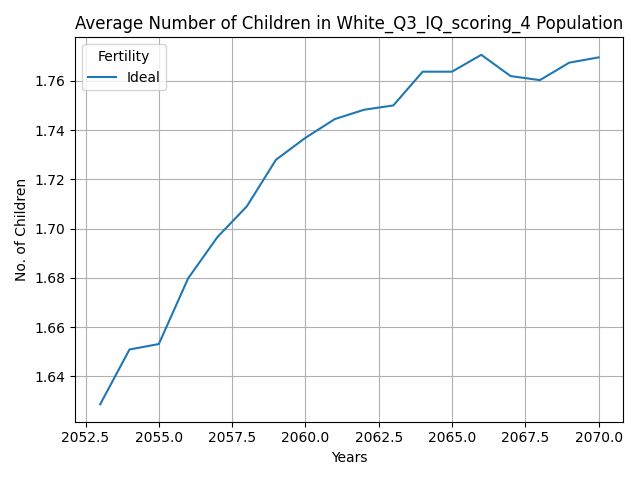 Average Number of Children in White_Q3_IQ_scoring_4 Population
Fertility
Ideal
No. of Children
1.76
1.74
1.72
1.70
1.68
1.66
1.64
2052.5 2055.0 2057.5 2060.0 2062.5 2065.0 2067.5 2070.0
Years